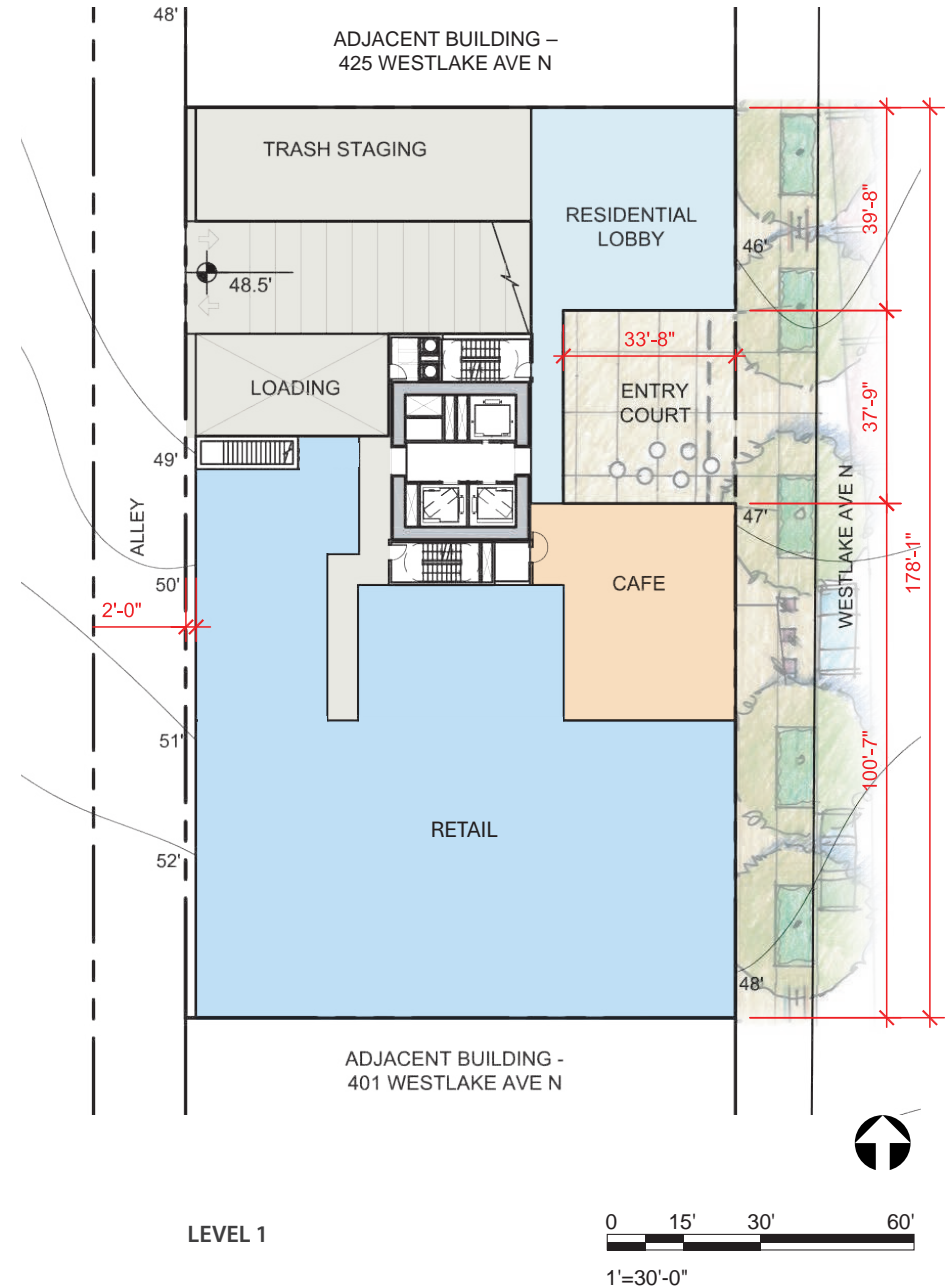 48'
ADJACENT BUILDING –
425 WESTLAKE AVE N
TRASH STAGING
RESIDENTIAL
LOBBY
39'-8"
46'
48.5'
33'-8"
LOADING
ENTRY
COURT
37'-9"
49'
ALLEY
47'
WESTLAKE AVE N
178'-1"
50'
CAFE
2'-0"
51'
100'-7"
RETAIL
52'
48'
ADJACENT BUILDING -
401 WESTLAKE AVE N
LEVEL 1
0 15' 30' 60'
1'=30'-0"